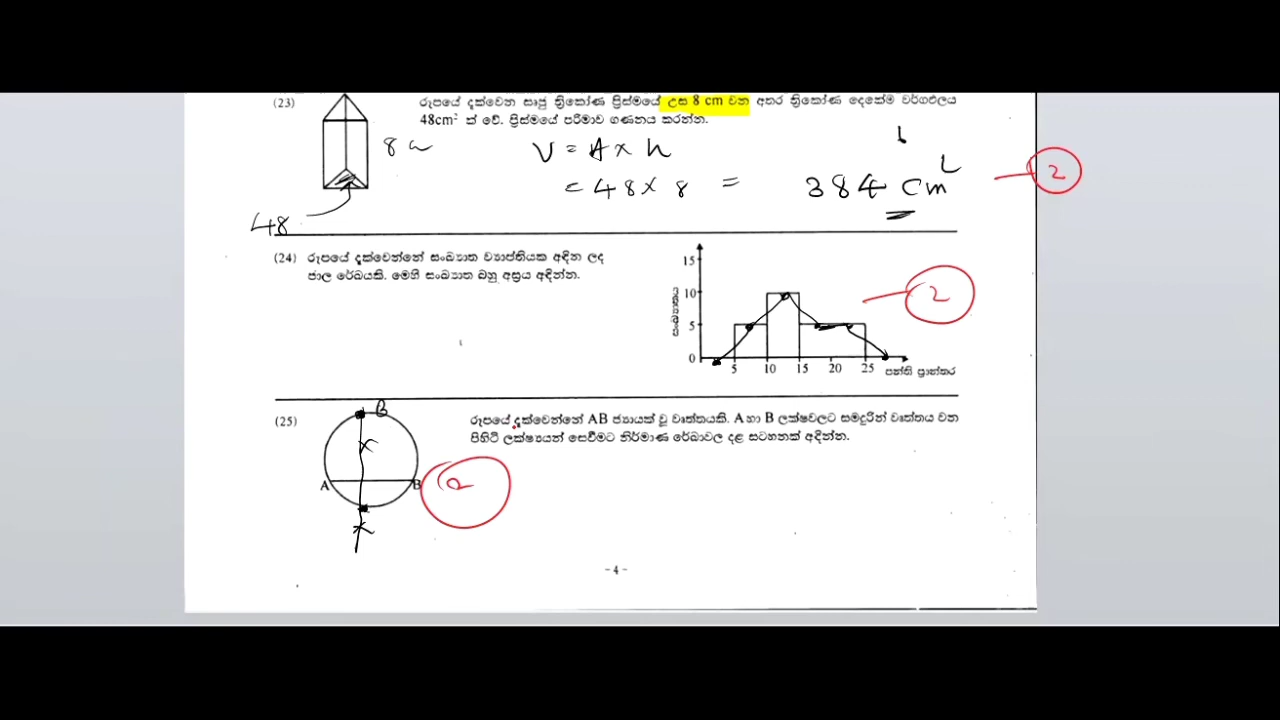 (23) රූපයේ දැක්වෙන සෘජු ත්‍රිකෝණ ප්‍රිස්මයේ උස 8 cm වන අතර ත්‍රිකෝණ දෙකේම වර්ගඵලය
48cm² ක් වේ. ප්‍රිස්මයේ පරිමාව ගණනය කරන්න.
V = A x h
= 48 x 8 = 384 cm
2
48
(24) රූපයේ දැක්වෙන්නේ සංඛ්‍යාත ව්‍යාප්තියක අඳින ලද
ජාල රේඛයකි. මෙහි සංඛ්‍යාත බහු අස්‍රය අඳින්න.
සංඛ්‍යාතය
15
10
5
0
5 10 15 20 25 පන්ති ප්‍රාන්තර
2
(25) රූපයේ දැක්වෙන්නේ AB ජ්‍යායක් වූ වෘත්තයකි. A හා B ලක්ෂවලට සමදුරින් වෘත්තය වන
පිහිටි ලක්ෂ්‍යයන් සෙවීමට නිර්මාණ රේඛාවල දළ සටහනක් අඳින්න.
B
A B
2
- 4 -